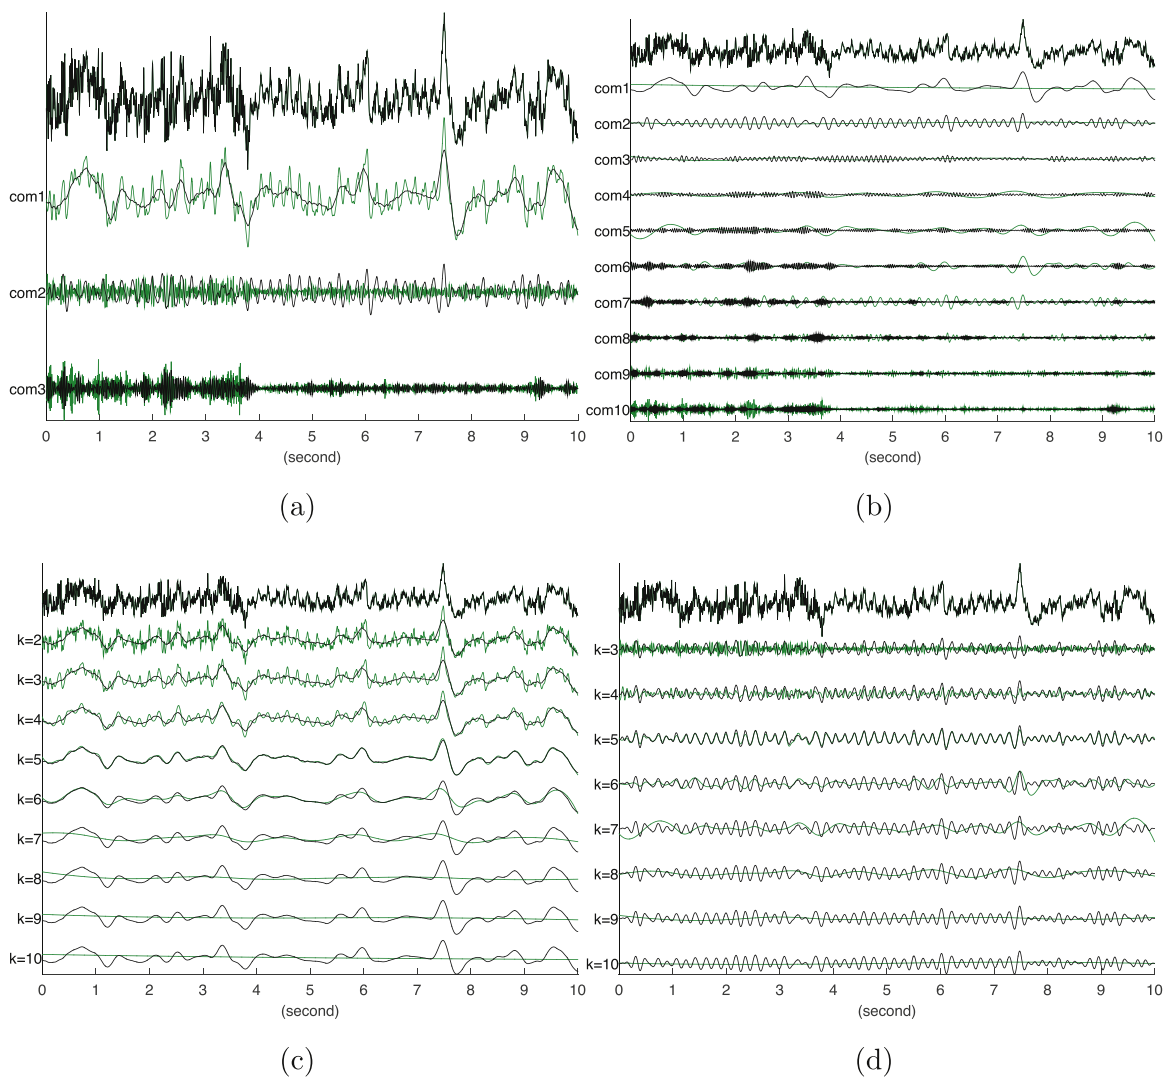 com1
com2
com3
0 1 2 3 4 5 6 7 8 9 10
(second)
(a)
com1
com2
com3
com4
com5
com6
com7
com8
com9
com10
0 1 2 3 4 5 6 7 8 9 10
(second)
(b)
k=2
k=3
k=4
k=5
k=6
k=7
k=8
k=9
k=10
0 1 2 3 4 5 6 7 8 9 10
(second)
(c)
k=3
k=4
k=5
k=6
k=7
k=8
k=9
k=10
0 1 2 3 4 5 6 7 8 9 10
(second)
(d)